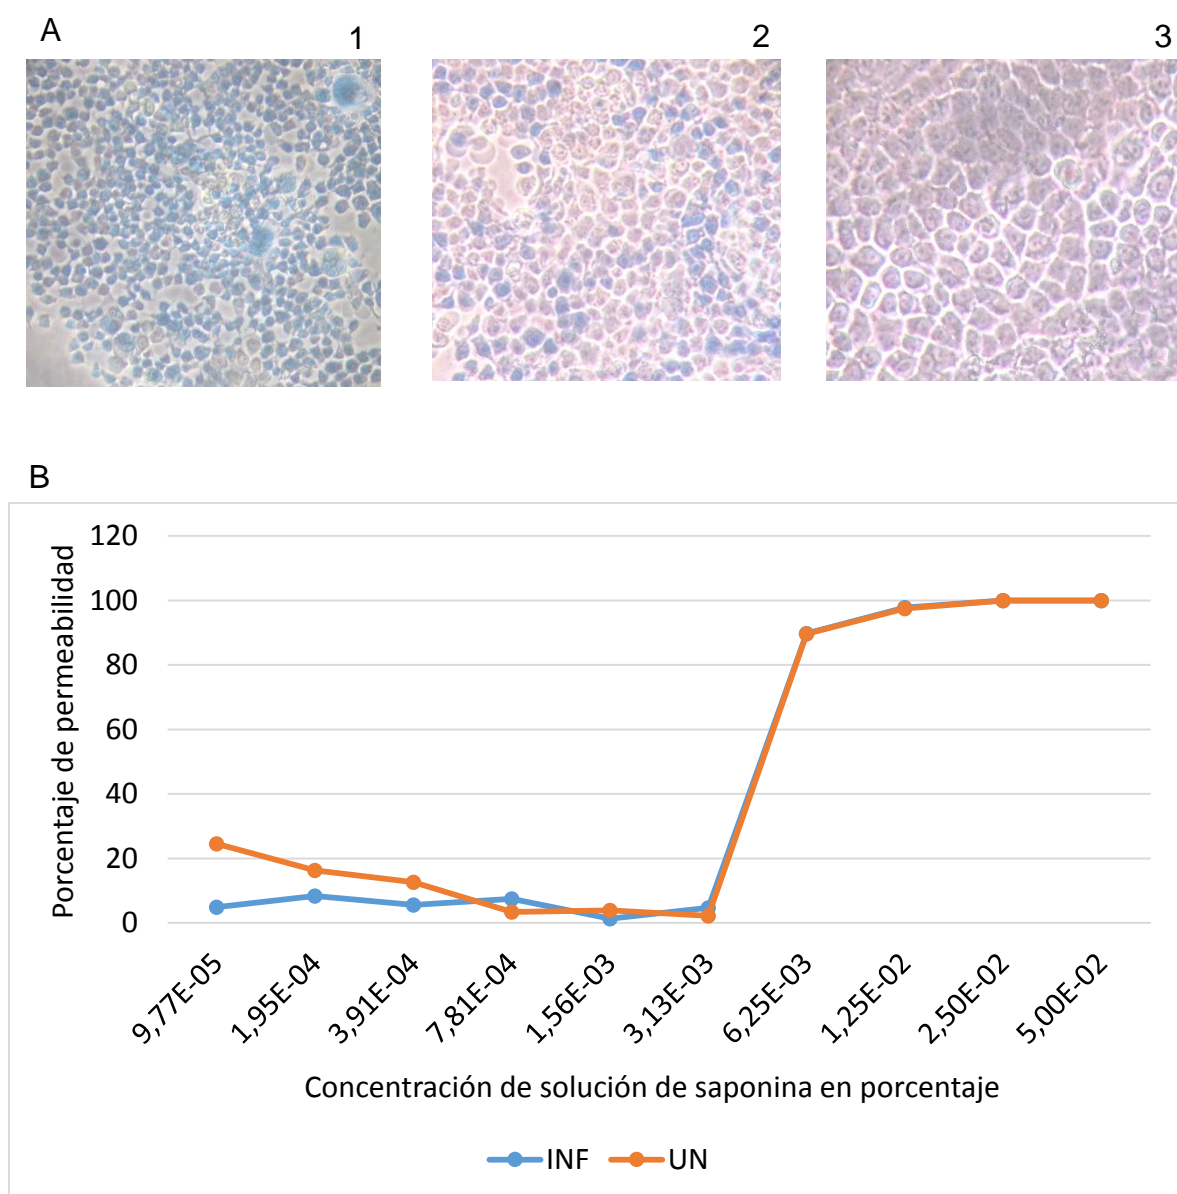 A
1
2
3
B
Porcentaje de permeabilidad
120
100
80
60
40
20
0
9,77E-05
1,95E-04
3,91E-04
7,81E-04
1,56E-03
3,13E-03
6,25E-03
1,25E-02
2,50E-02
5,00E-02
Concentración de solución de saponina en porcentaje
INF
UN